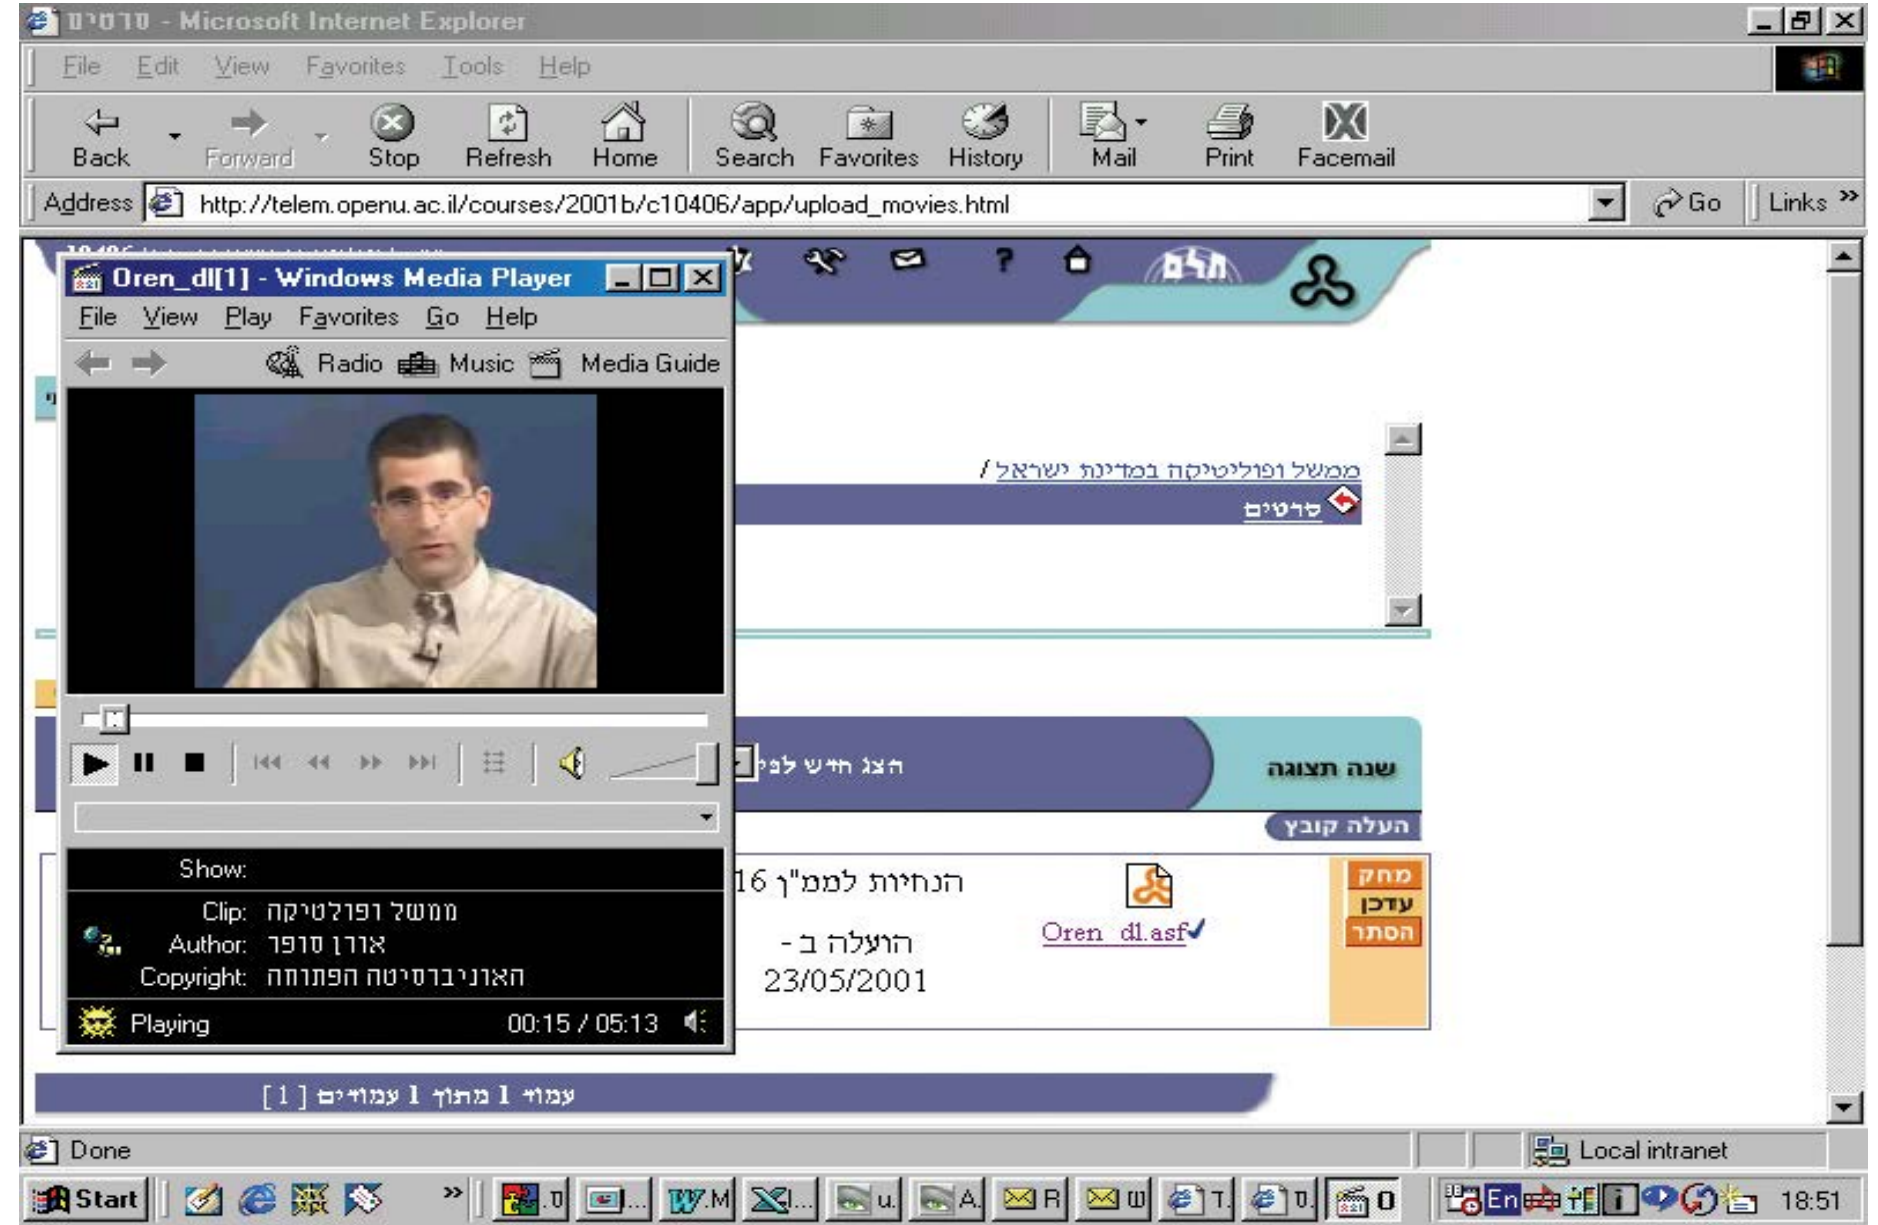 סרטים - Microsoft Internet Explorer
File Edit View Favorites Tools Help
Back Forward Stop Refresh Home Search Favorites History Mail Print Facemail
Address http://telem.openu.ac.il/courses/2001b/c10406/app/upload_movies.html Go Links »
תלם
Oren_dl[1] - Windows Media Player
File View Play Favorites Go Help
Radio Music Media Guide
ממשל ופוליטיקה במדינת ישראל /
סרטים
שנה תצוגה
הצג חדש לפי
העלה קובץ
Show:
Clip: ממשל ופולטיקה
Author: אורן סופר
Copyright: האוניברסיטה הפתוחה
Playing 00:15 / 05:13
מחק
עדכן
הסתר
Oren_dl.asf
הנחיות לממ"ן 16
הועלה ב -
23/05/2001
עמוד 1 מתוך 1 עמודים [ 1 ]
Done Local intranet
Start » .ס ... W.M ... u. A. R ש ד. ס. O En 18:51